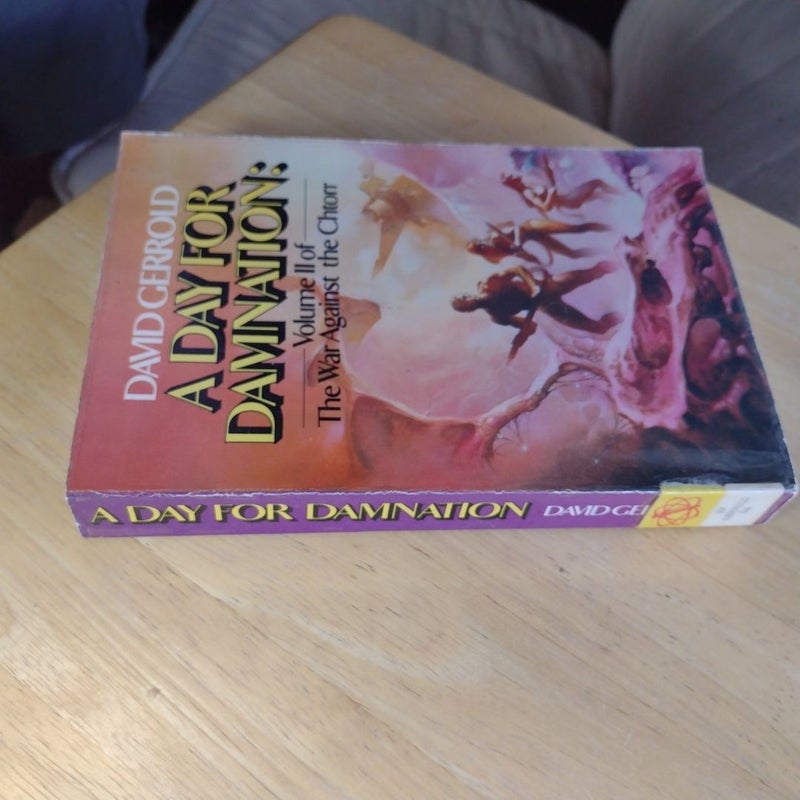 DAVID GERROLD
A DAY FOR
DAMNATION:
Volume II of
The War Against the Chtorr
A DAY FOR DAMNATION DAVID GE